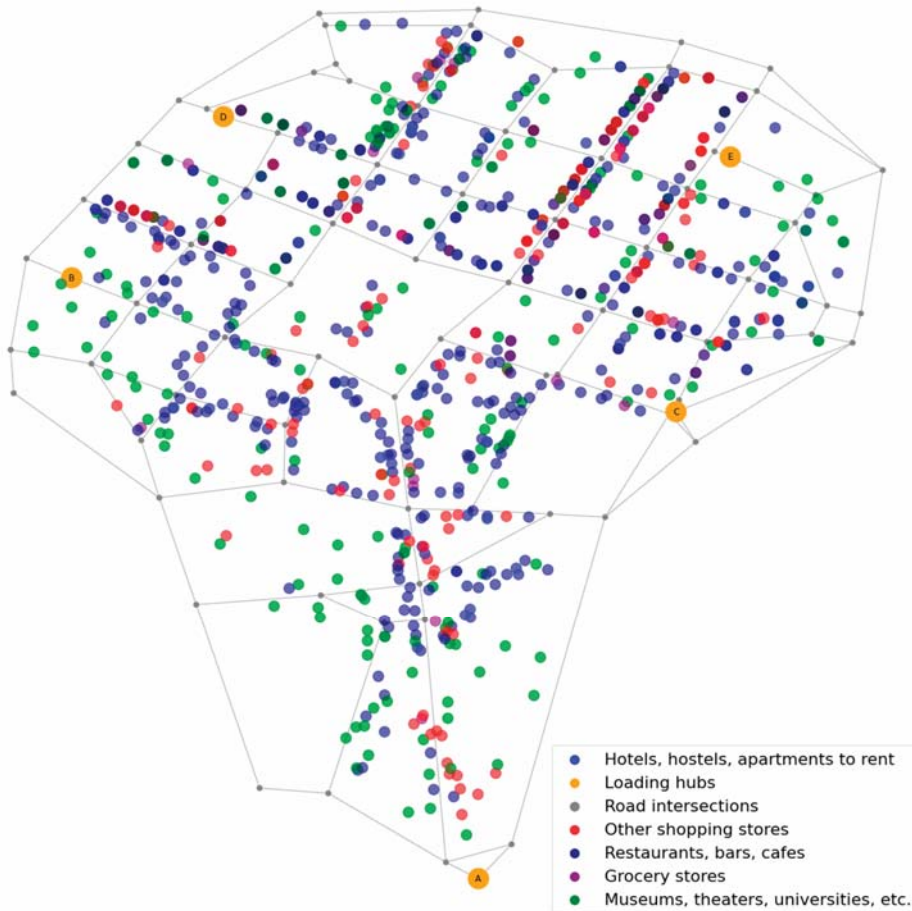 D
E
B
C
A
Hotels, hostels, apartments to rent
Loading hubs
Road intersections
Other shopping stores
Restaurants, bars, cafes
Grocery stores
Museums, theaters, universities, etc.